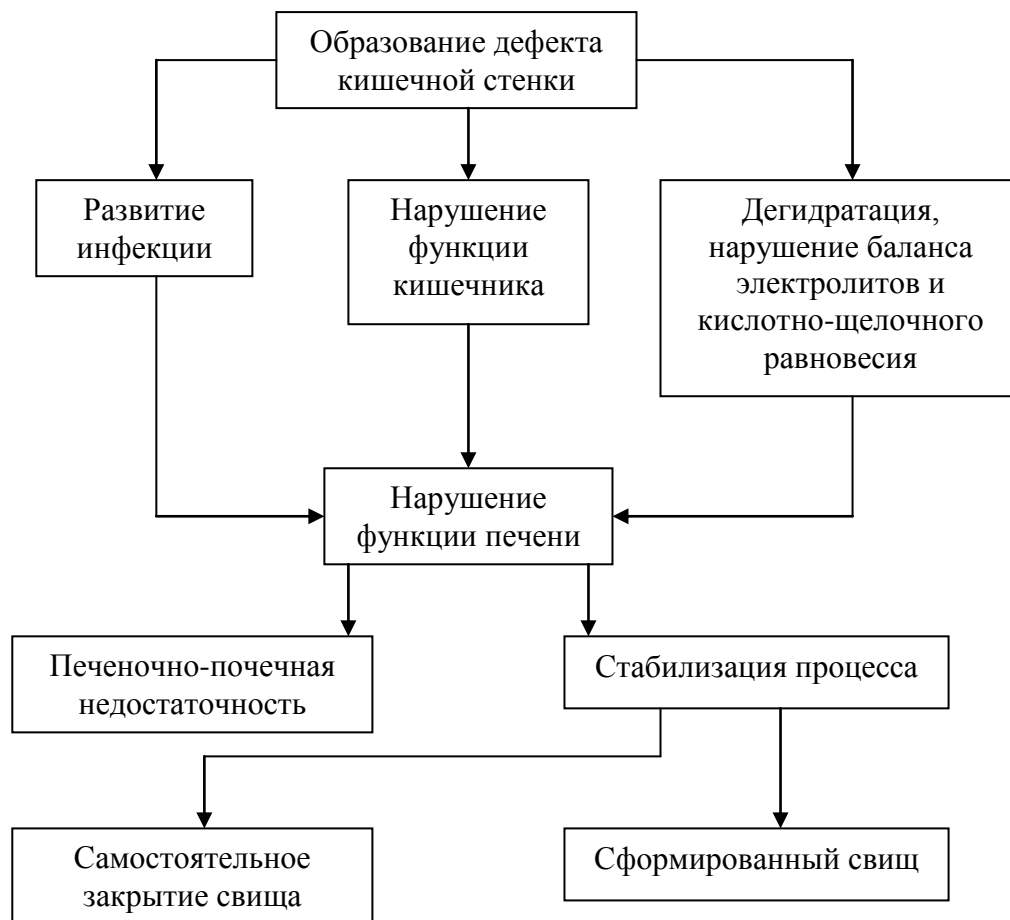 Образование дефекта
кишечной стенки
Развитие
инфекции
Нарушение
функции
кишечника
Дегидратация,
нарушение баланса
электролитов и
кислотно-щелочного
равновесия
Нарушение
функции печени
Печеночно-почечная
недостаточность
Стабилизация процесса
Самостоятельное
закрытие свища
Сформированный свищ